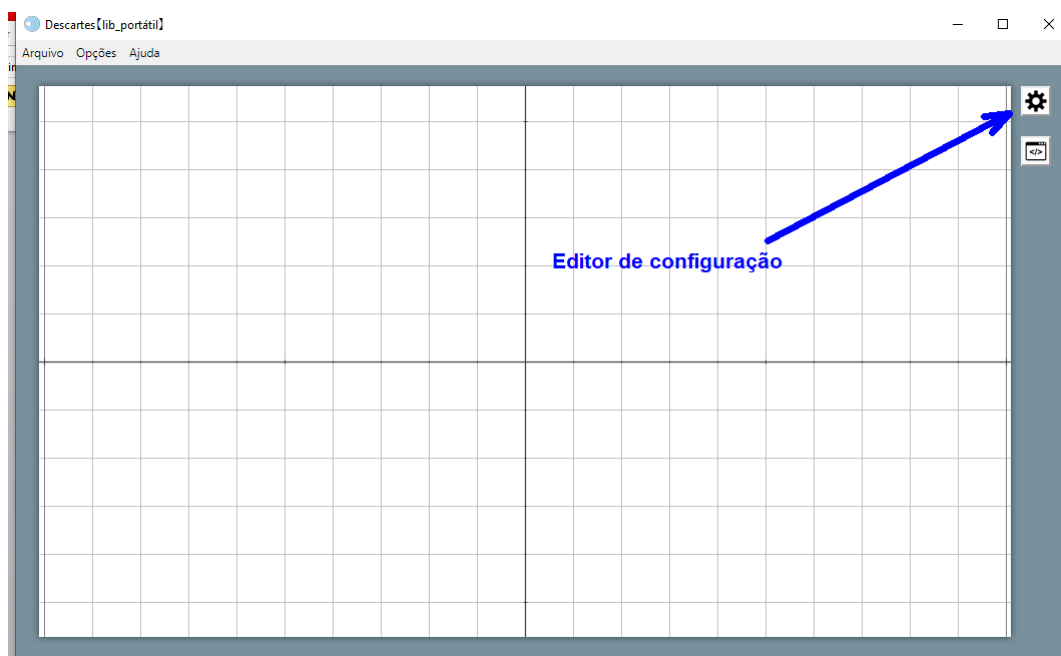 Descartes【lib_portátil】
Arquivo Opções Ajuda
</>
Editor de configuração